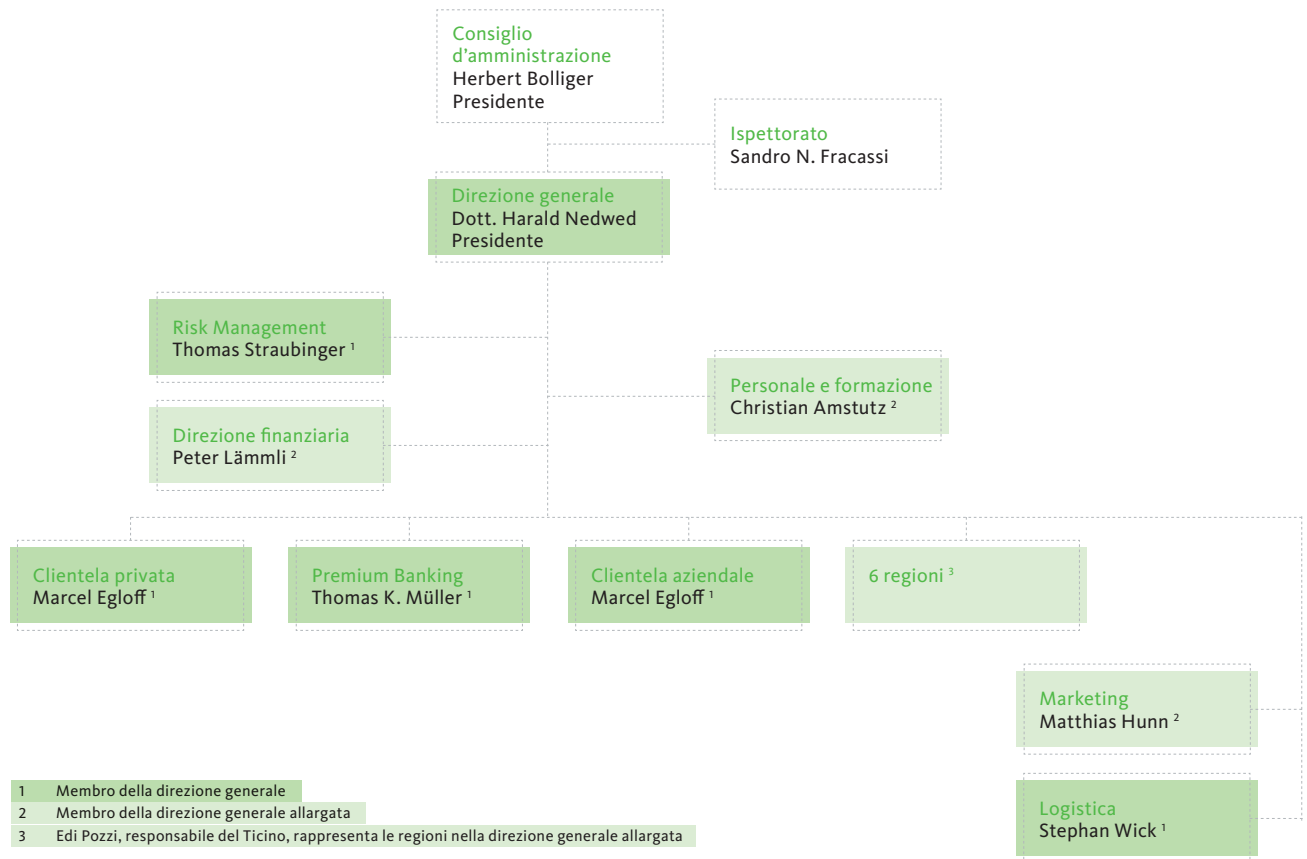 Consiglio
d’amministrazione
Herbert Bolliger
Presidente
Ispettorato
Sandro N. Fracassi
Direzione generale
Dott. Harald Nedwed
Presidente
Risk Management
Thomas Straubinger ¹
Personale e formazione
Christian Amstutz ²
Direzione finanziaria
Peter Lämmli ²
Clientela privata
Marcel Egloff ¹
Premium Banking
Thomas K. Müller ¹
Clientela aziendale
Marcel Egloff ¹
6 regioni ³
Marketing
Matthias Hunn ²
Logistica
Stephan Wick ¹
1 Membro della direzione generale
2 Membro della direzione generale allargata
3 Edi Pozzi, responsabile del Ticino, rappresenta le regioni nella direzione generale allargata